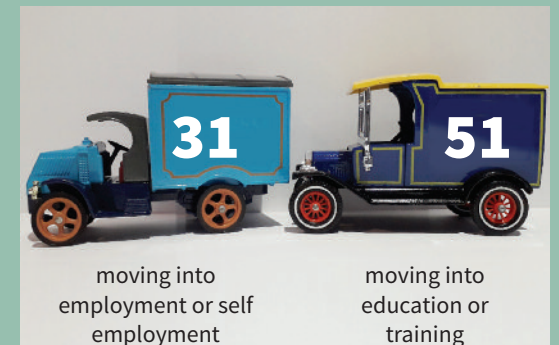 31
51
moving into
employment or self
employment
moving into
education or
training